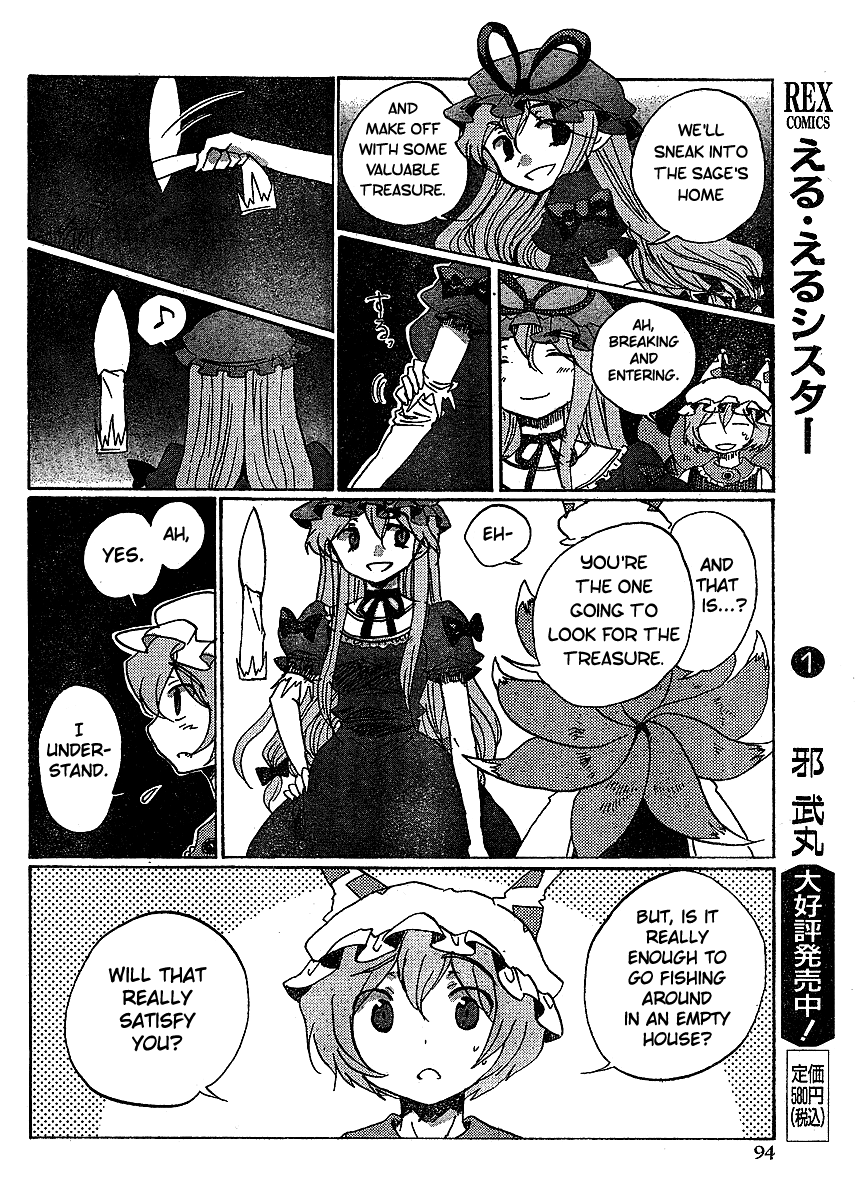 WE'LL
SNEAK INTO
THE SAGE'S
HOME
AND
MAKE OFF
WITH SOME
VALUABLE
TREASURE.
AH,
BREAKING
AND
ENTERING.
する。
♪
AND
THAT
IS...?
YOU'RE
THE ONE
GOING TO
LOOK FOR THE
TREASURE.
EH-
AH,
YES.
I
UNDER-
STAND.
BUT, IS IT
REALLY
ENOUGH TO
GO FISHING
AROUND
IN AN EMPTY
HOUSE?
WILL THAT
REALLY
SATISFY
YOU?
REX
COMICS
える・えるシスター
1
邪 武丸
大好評発売中!
定価
580円
(税込)
94